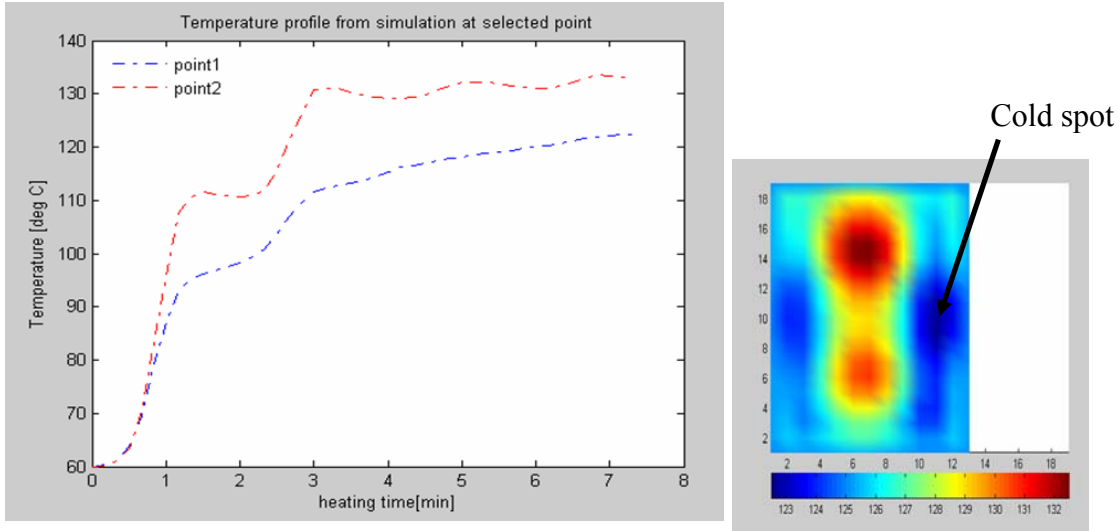 Temperature profile from simulation at selected point
140
130
120
110
100
90
80
70
60
Temperature [deg C]
point1
point2
0 1 2 3 4 5 6 7 8
heating time[min]
Cold spot
18
16
14
12
10
8
6
4
2
2 4 6 8 10 12 14 16 18
123 124 125 126 127 128 129 130 131 132